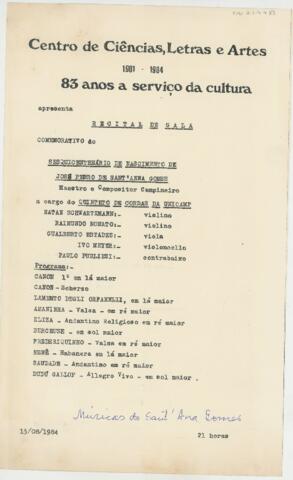 Centro de Ciências, Letras e Artes
1981 - 1984
83 anos a serviço da cultura
apresenta
RECITAL DE GALA
COMEMORATIVO do
SESQUICENTENÁRIO DE NASCIMENTO DE
JOSÉ PEDRO DE SANT'ANNA GOMES
Maestro e Compositor Campineiro
a cargo do QUINTETO DE CORDAS DA UNICAMP
NATAN SCHWARTZMANN:- violino
RAIMUNDO BONATO:- violino
GUALBERTO ESTADES:- viola
IVO MEYER:- violoncello
PAULO PUGLIESI:- contrabaixo
Programa:-
CANON 1º em lá maior
CANON - Scherzo
LAMENTO DEGLI ORFANELLI, em lá maior
AMANINHA - Valsa - em ré maior
ELIZA - Andantino Religioso em ré maior
BERCEUSE - em sol maior
FREDERIQUINHO - Valsa em ré maior
NENÊ - Habanera em lá maior
SAUDADE - Andantino em ré maior
DUDÚ GALLOP - Allegro Vivo - em sol maior
Músicas de Sant'Ana Gomes
15/08/1984 21 horas